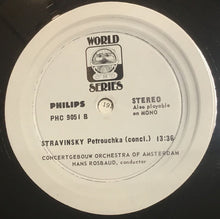 WORLD
SERIES
PHILIPS
PHC 9051 B
STEREO
Also playable
on MONO
STRAVINSKY Petrouchka (concl.) 13:36
CONCERTGEBOUW ORCHESTRA OF AMSTERDAM
HANS ROSBAUD, conductor